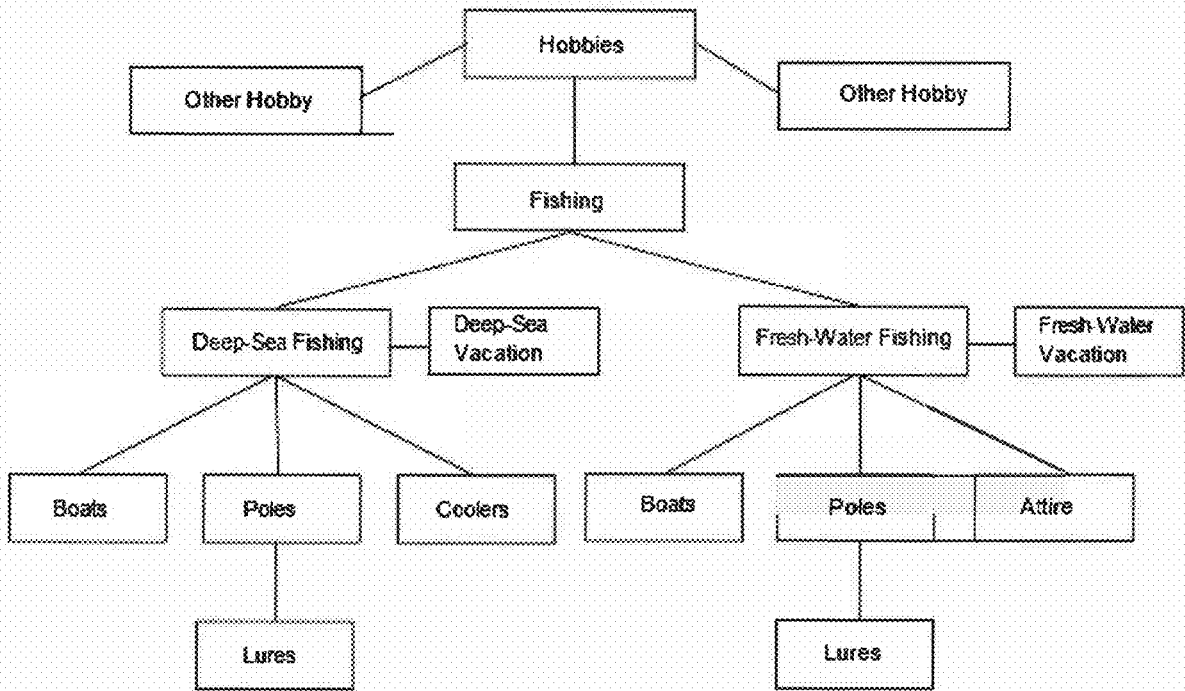 Hobbies
Other Hobby
Other Hobby
Fishing
Deep-Sea Fishing
Deep-Sea
Vacation
Fresh-Water Fishing
Fresh-Water
Vacation
Boats
Poles
Coolers
Boats
Poles
Attire
Lures
Lures